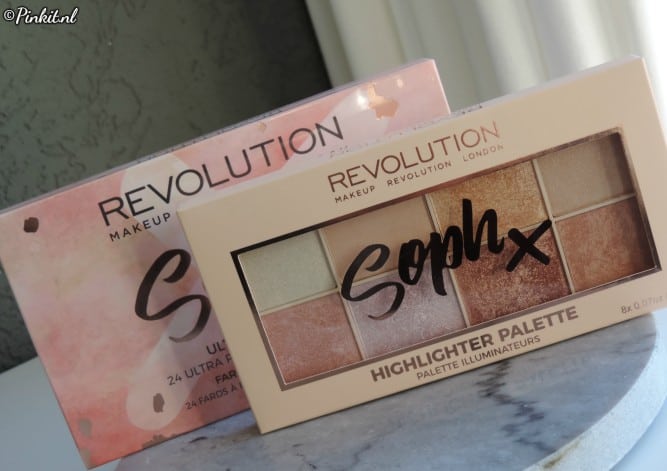 ©Pinkit.nl
REVOLUTION
MAKEUP
UL
24 ULTRA
FAR
24 FARDS À
REVOLUTION
MAKEUP REVOLUTION LONDON
Soph x
HIGHLIGHTER PALETTE
PALETTE ILLUMINATEURS
8x 0.07oz